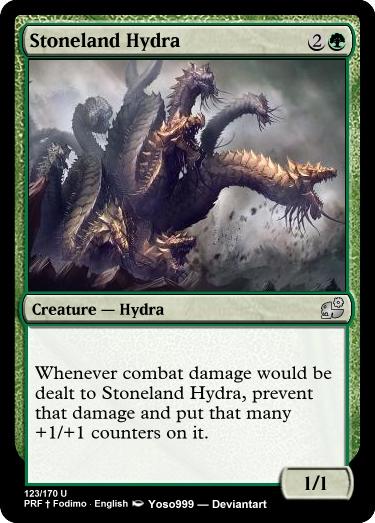 Stoneland Hydra 2
Creature — Hydra
Whenever combat damage would be
dealt to Stoneland Hydra, prevent
that damage and put that many
+1/+1 counters on it.
1/1
123/170 U
PRF † Fodimo · English Yoso999 — Deviantart